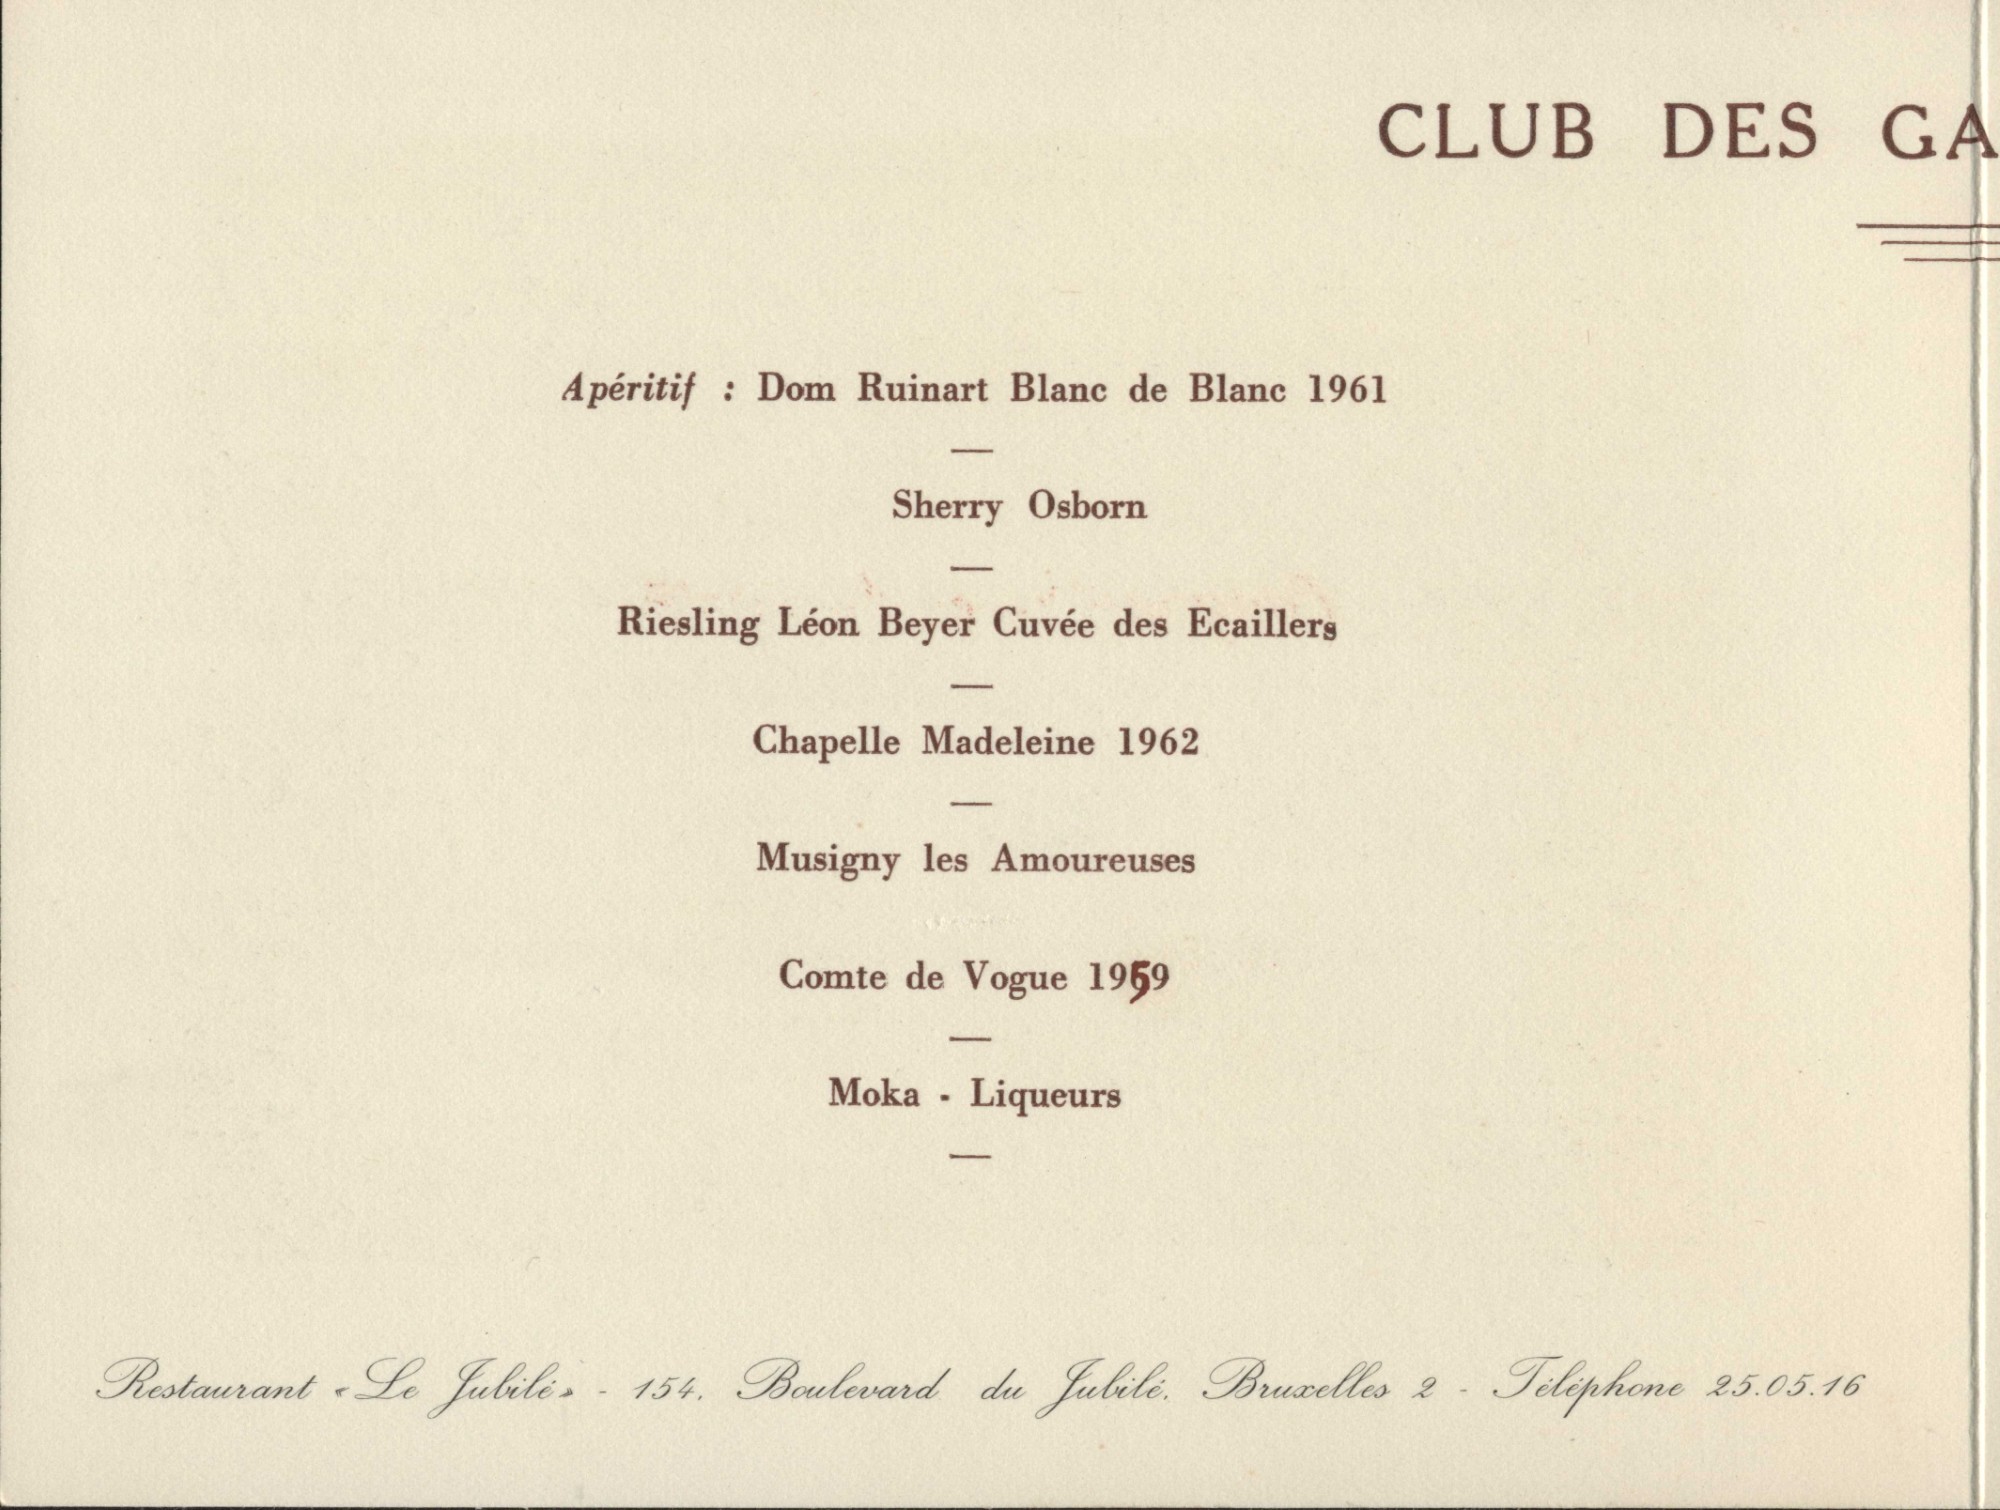 CLUB DES GA
Apéritif : Dom Ruinart Blanc de Blanc 1961
Sherry Osborn
Riesling Léon Beyer Cuvée des Ecaillers
Chapelle Madeleine 1962
Musigny les Amoureuses
Comte de Vogue 1959
Moka - Liqueurs
Restaurant «Le Jubilé» - 154, Boulevard du Jubilé, Bruxelles 2 - Téléphone 25.05.16